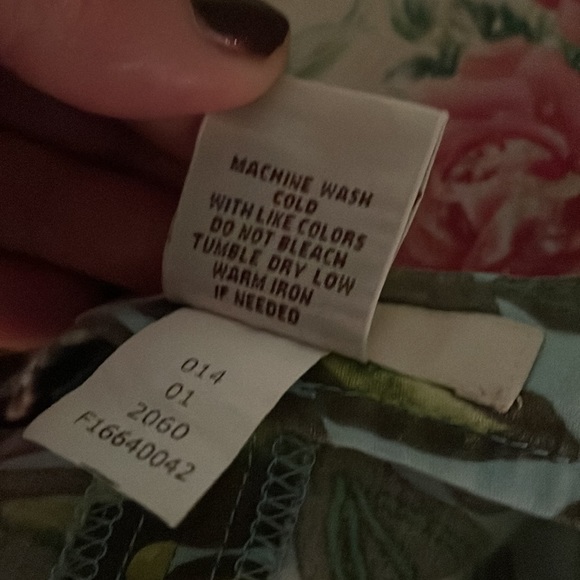 MACHINE WASH
COLD
WITH LIKE COLORS
DO NOT BLEACH
TUMBLE DRY LOW
WARM IRON
IF NEEDED
014
01
2060
F16640042